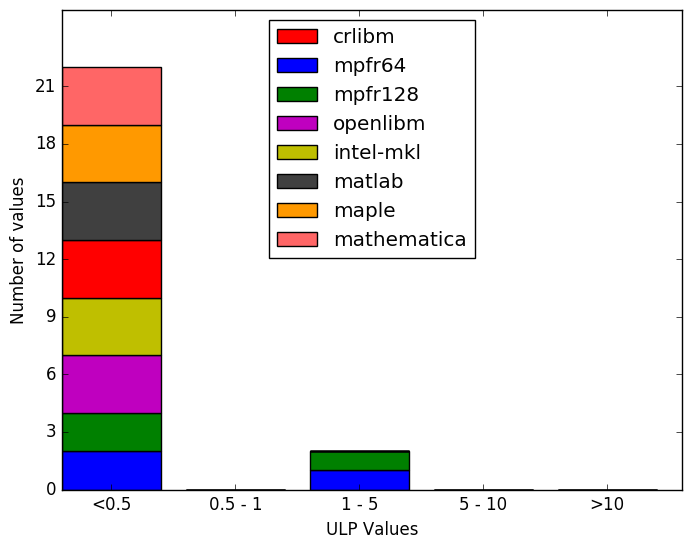 crlibm
mpfr64
mpfr128
openlibm
intel-mkl
matlab
maple
mathematica
Number of values
21
18
15
12
9
6
3
0
<0.5
0.5 - 1
1 - 5
5 - 10
>10
ULP Values